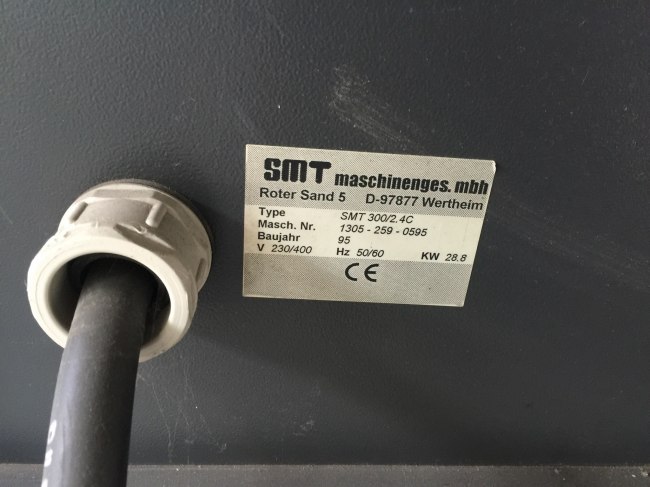 SMT maschinenges. mbh
Roter Sand 5 D-97877 Wertheim
Type SMT 300/2.4C
Masch. Nr. 1305 - 259 - 0595
Baujahr 95
V 230/400 Hz 50/60 KW 28.8
CE